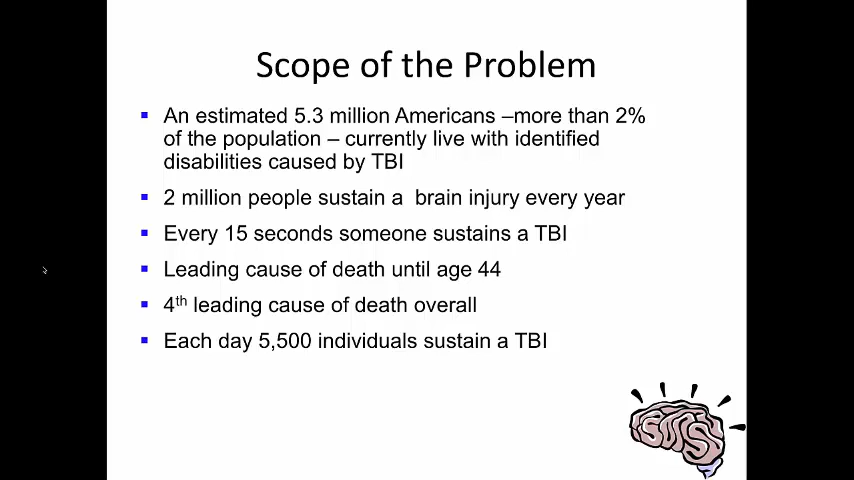 Scope of the Problem
An estimated 5.3 million Americans –more than 2%
of the population – currently live with identified
disabilities caused by TBI
2 million people sustain a  brain injury every year
Every 15 seconds someone sustains a TBI
Leading cause of death until age 44
4th leading cause of death overall
Each day 5,500 individuals sustain a TBI